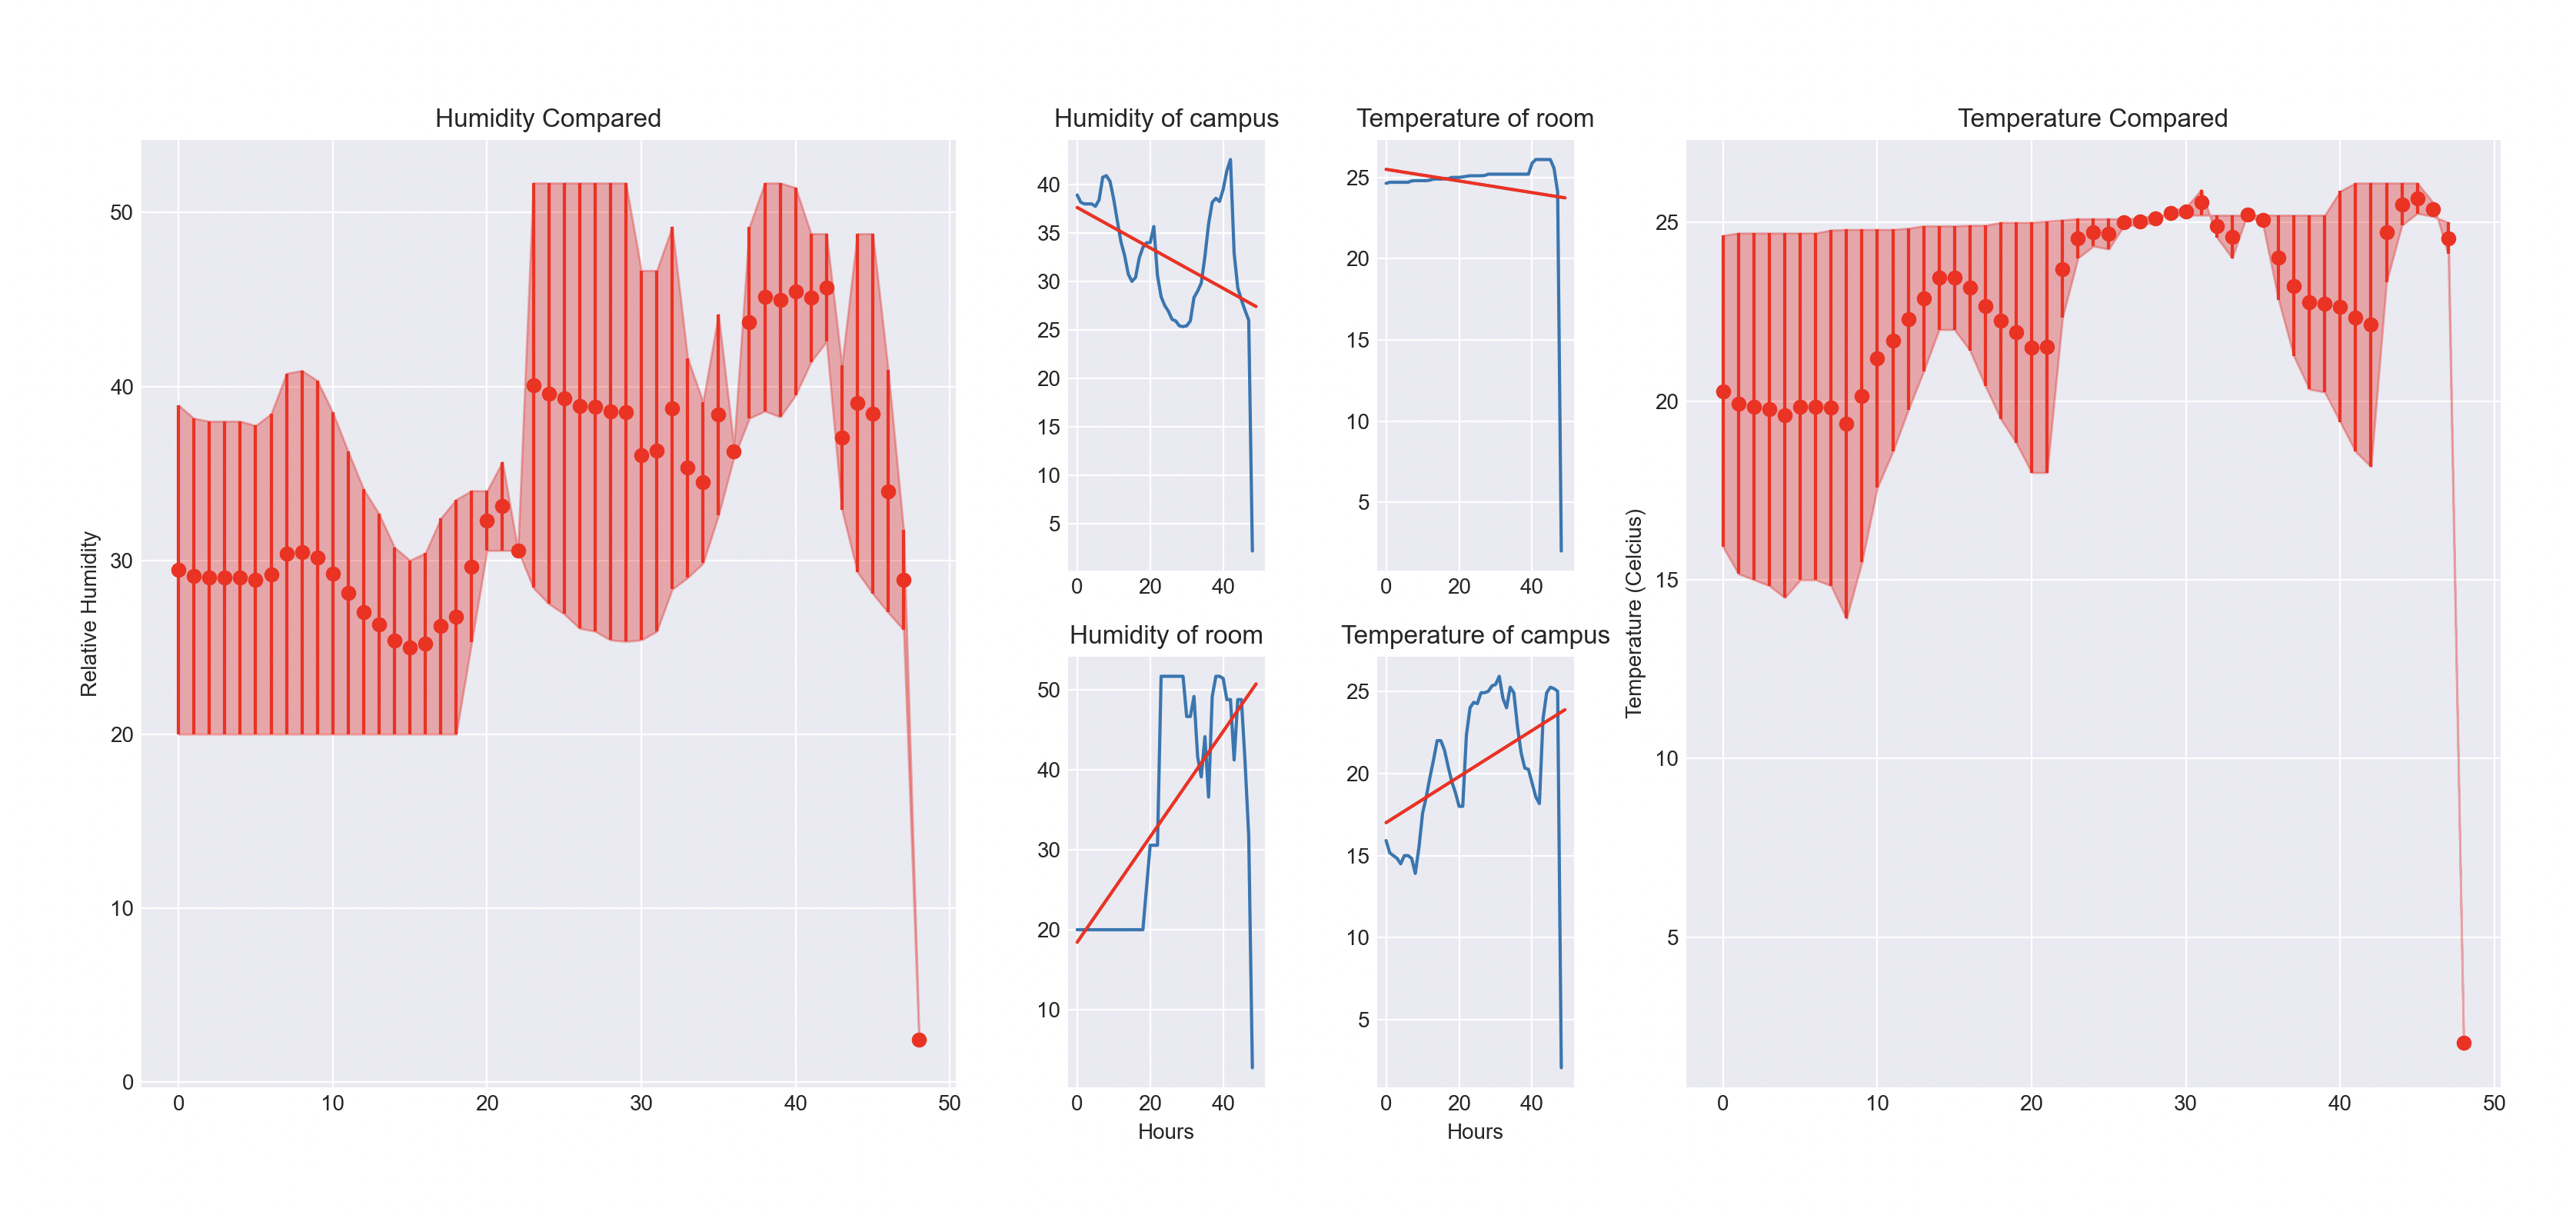 Humidity Compared
Relative Humidity
50
40
30
20
10
0
0 10 20 30 40 50
Humidity of campus
40
35
30
25
20
15
10
5
0 20 40
Temperature of room
25
20
15
10
5
0 20 40
Humidity of room
50
40
30
20
10
0 20 40
Hours
Temperature of campus
25
20
15
10
5
0 20 40
Hours
Temperature Compared
Temperature (Celcius)
25
20
15
10
5
0 10 20 30 40 50